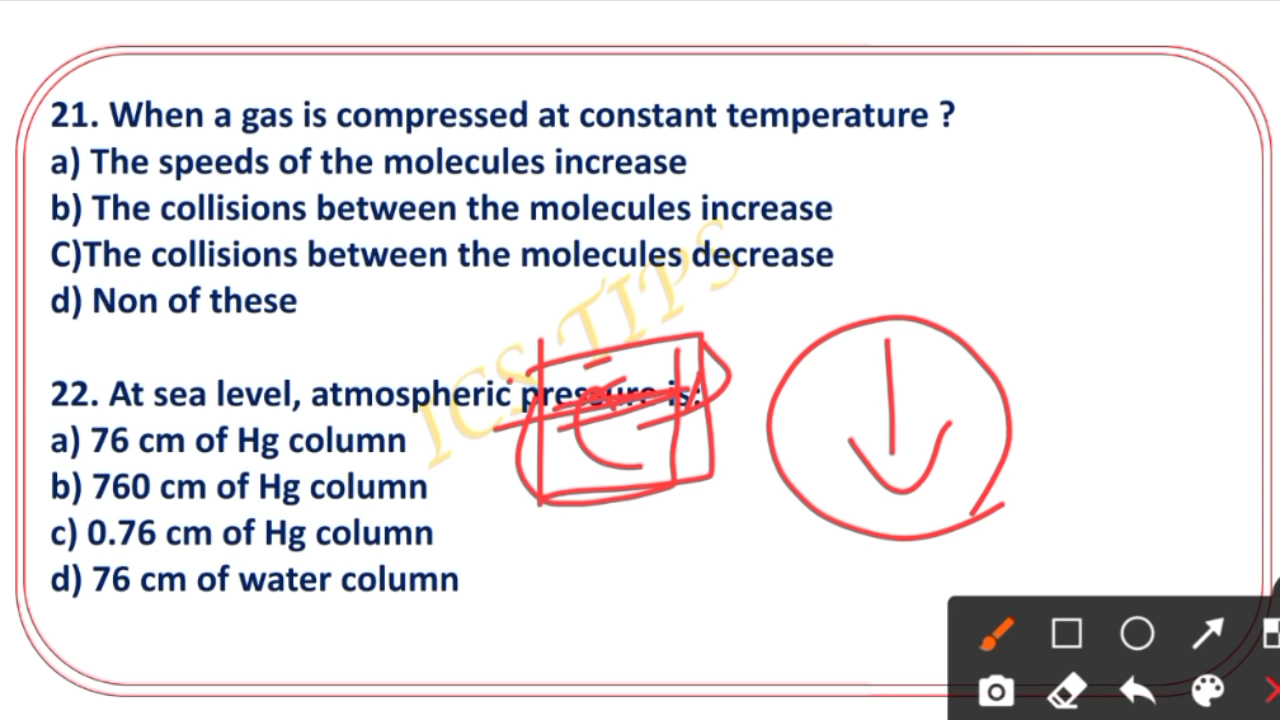 21. When a gas is compressed at constant temperature ?
a) The speeds of the molecules increase
b) The collisions between the molecules increase
C)The collisions between the molecules decrease
d) Non of these
ICS TIPS
22. At sea level, atmospheric pressure is:
a) 76 cm of Hg column
b) 760 cm of Hg column
c) 0.76 cm of Hg column
d) 76 cm of water column